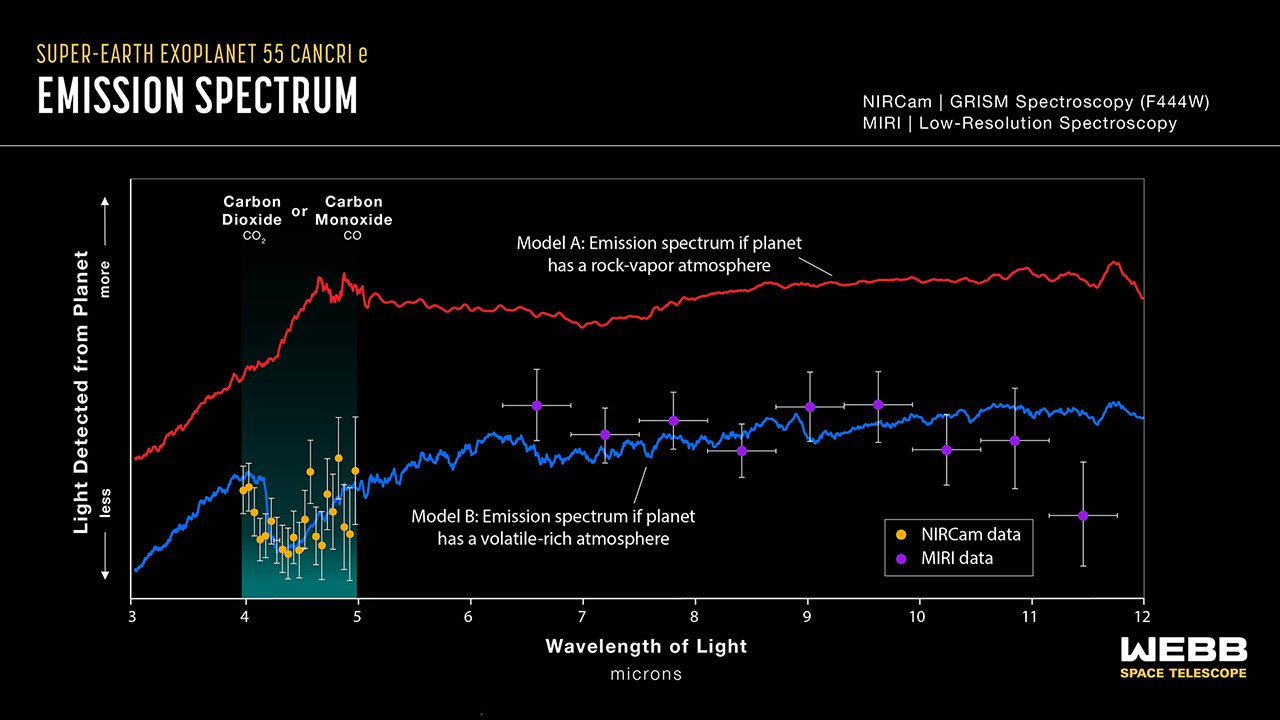 SUPER-EARTH EXOPLANET 55 CANCRI e
EMISSION SPECTRUM
NIRCam | GRISM Spectroscopy (F444W)
MIRI | Low-Resolution Spectroscopy
Carbon Dioxide CO₂
or
Carbon Monoxide CO
Model A: Emission spectrum if planet
has a rock-vapor atmosphere
Light Detected from Planet
more
less
Model B: Emission spectrum if planet
has a volatile-rich atmosphere
NIRCam data
MIRI data
3 4 5 6 7 8 9 10 11 12
Wavelength of Light
microns
WEBB
SPACE TELESCOPE